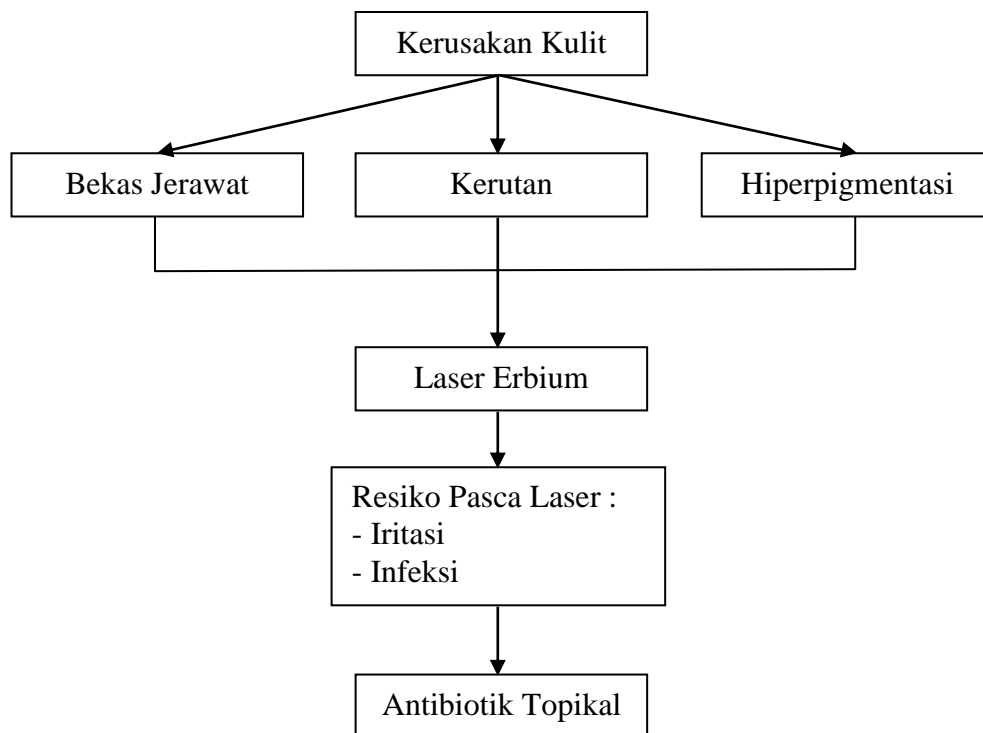 Kerusakan Kulit
Bekas Jerawat
Kerutan
Hiperpigmentasi
Laser Erbium
Resiko Pasca Laser :
- Iritasi
- Infeksi
Antibiotik Topikal